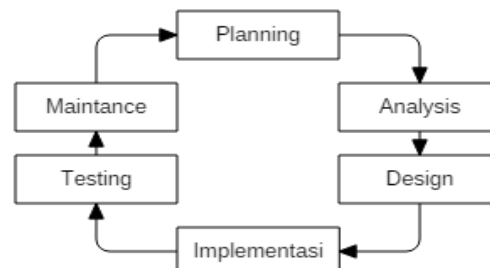 Planning
Maintance
Analysis
Testing
Design
Implementasi